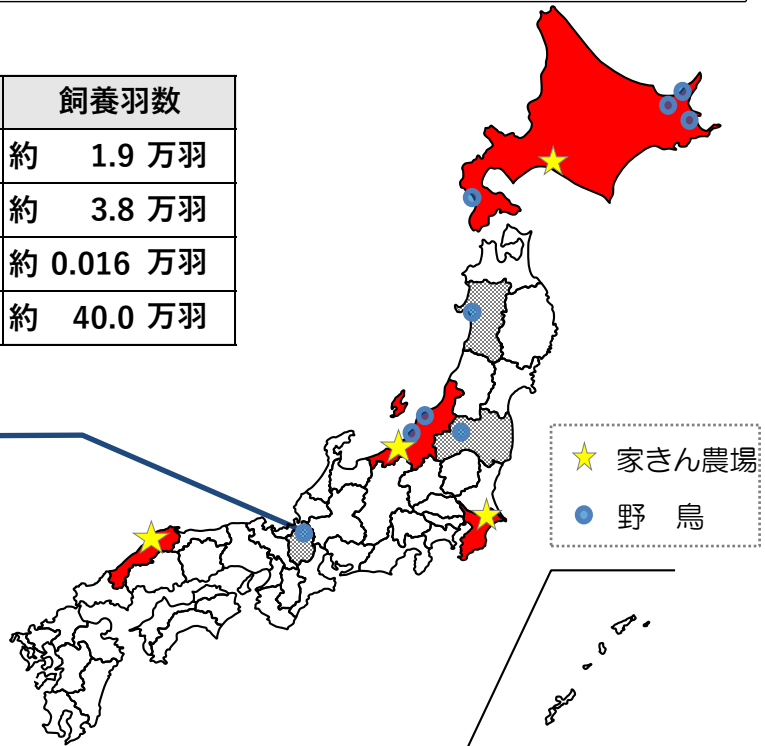 飼養羽数
約 1.9 万羽
約 3.8 万羽
約 0.016 万羽
約 40.0 万羽
家きん農場
野 鳥